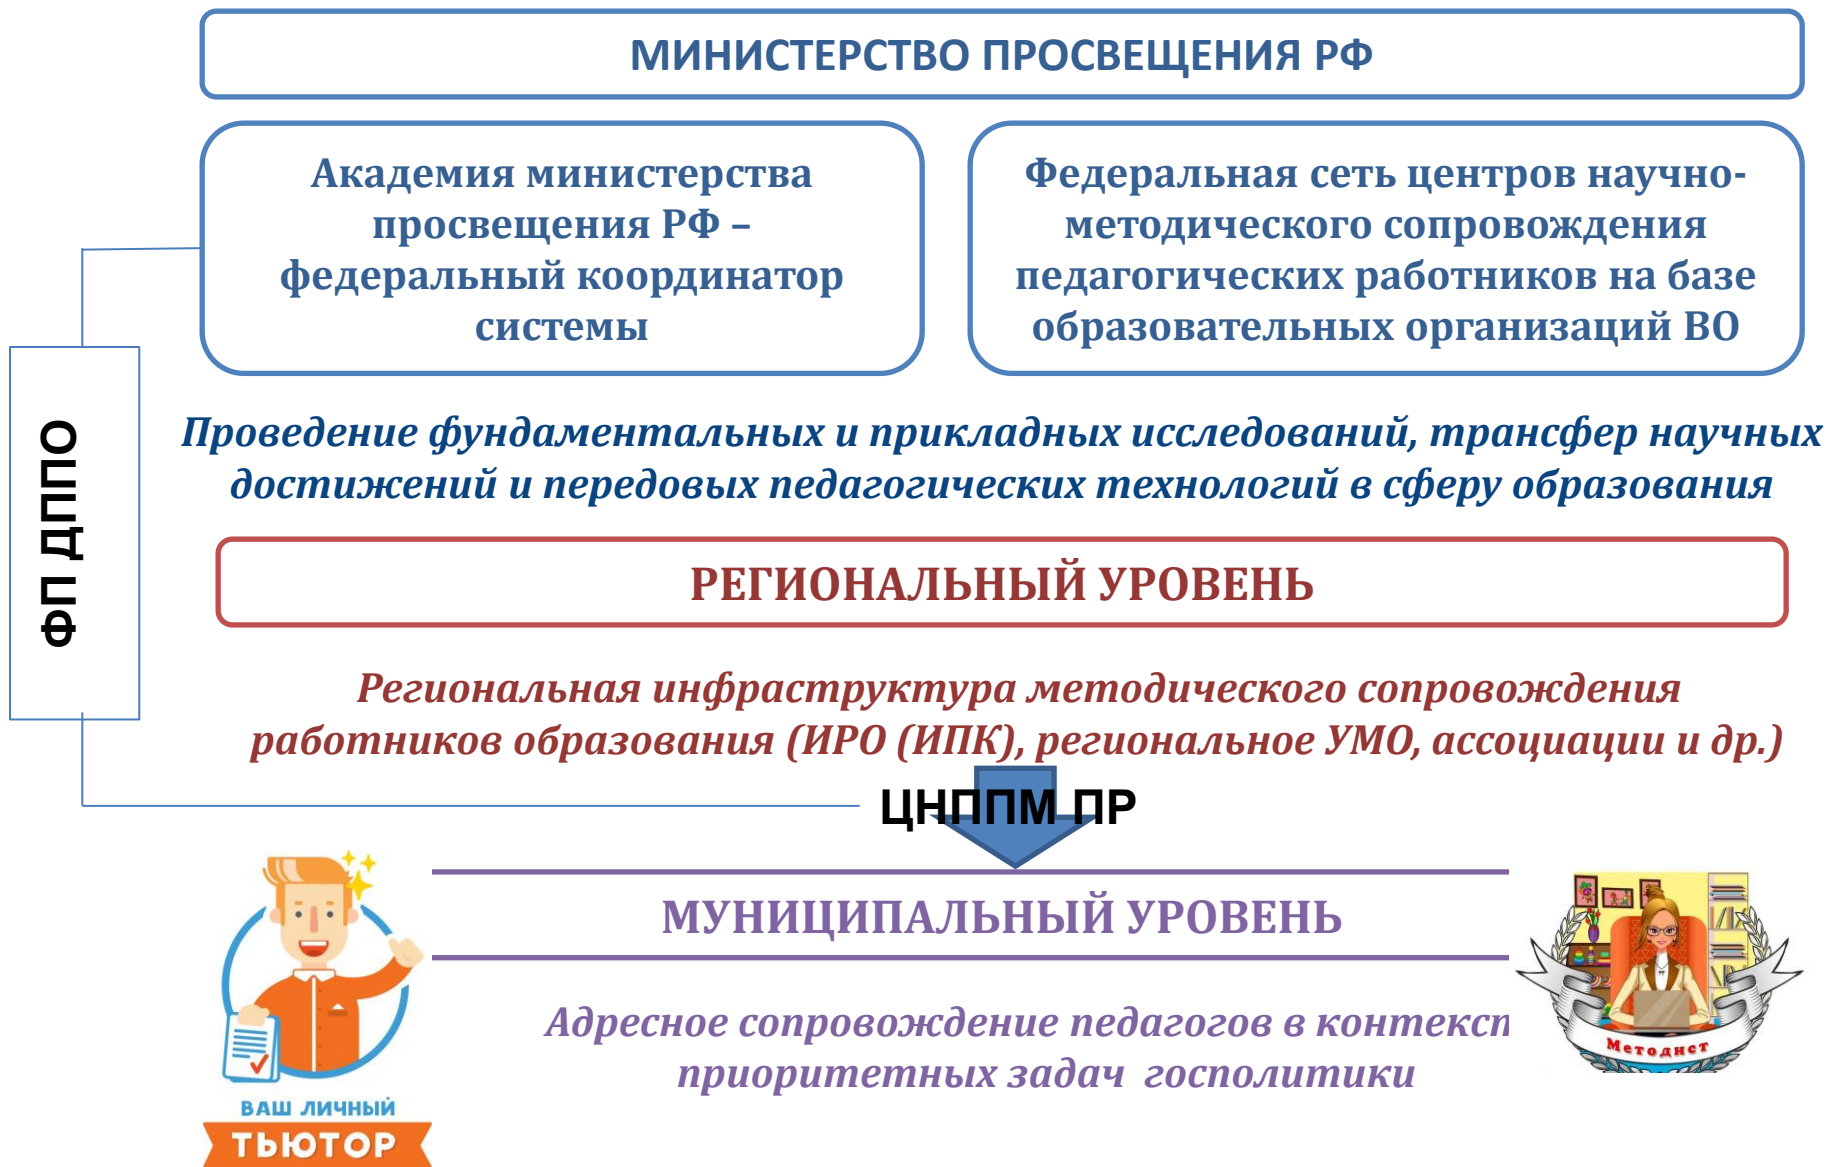 МИНИСТЕРСТВО ПРОСВЕЩЕНИЯ РФ
Академия министерства
просвещения РФ –
федеральный координатор
системы
Федеральная сеть центров научно-
методического сопровождения
педагогических работников на базе
образовательных организаций ВО
ФП ДППО
Проведение фундаментальных и прикладных исследований, трансфер научных
достижений и передовых педагогических технологий в сферу образования
РЕГИОНАЛЬНЫЙ УРОВЕНЬ
Региональная инфраструктура методического сопровождения
работников образования (ИРО (ИПК), региональное УМО, ассоциации и др.)
ЦНППМ ПР
МУНИЦИПАЛЬНЫЙ УРОВЕНЬ
Адресное сопровождение педагогов в контекст
приоритетных задач госполитики
ВАШ ЛИЧНЫЙ
ТЬЮТОР
Методист